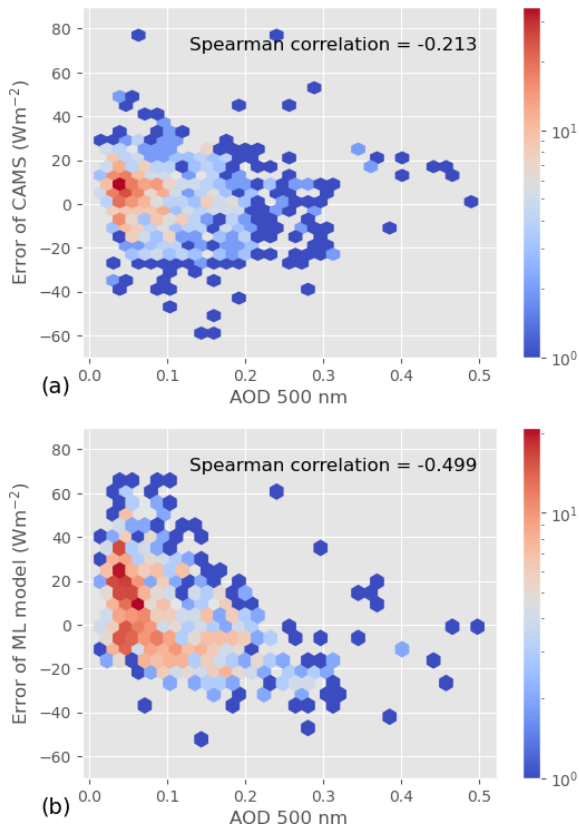 Spearman correlation = -0.213
Error of CAMS (Wm⁻²)
80
60
40
20
0
−20
−40
−60
0.0 0.1 0.2 0.3 0.4 0.5
AOD 500 nm
(a)
10¹
10⁰
Spearman correlation = -0.499
Error of ML model (Wm⁻²)
80
60
40
20
0
−20
−40
−60
0.0 0.1 0.2 0.3 0.4 0.5
AOD 500 nm
(b)
10¹
10⁰